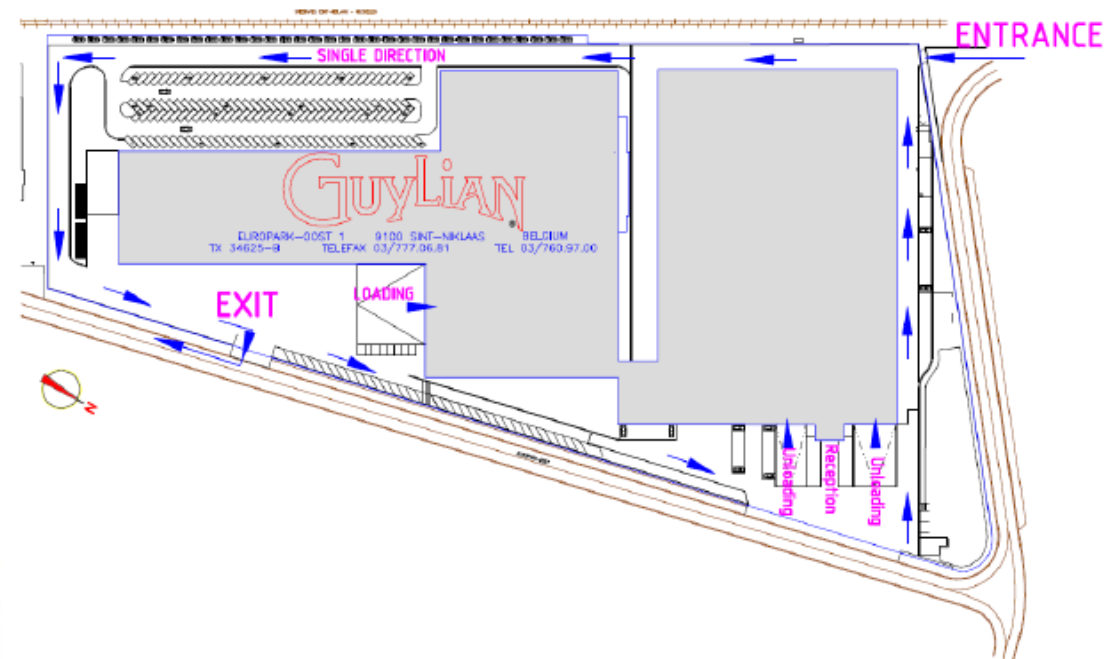 ENTRANCE
SINGLE DIRECTION
GUYLIAN
EUROPARK-OOST 1 9100 SINT-NIKLAAS BELGIUM
TX 34625-B TELEFAX 03/777.06.81 TEL 03/760.97.00
LOADING
EXIT
N
Unloading
Reception
Unloading